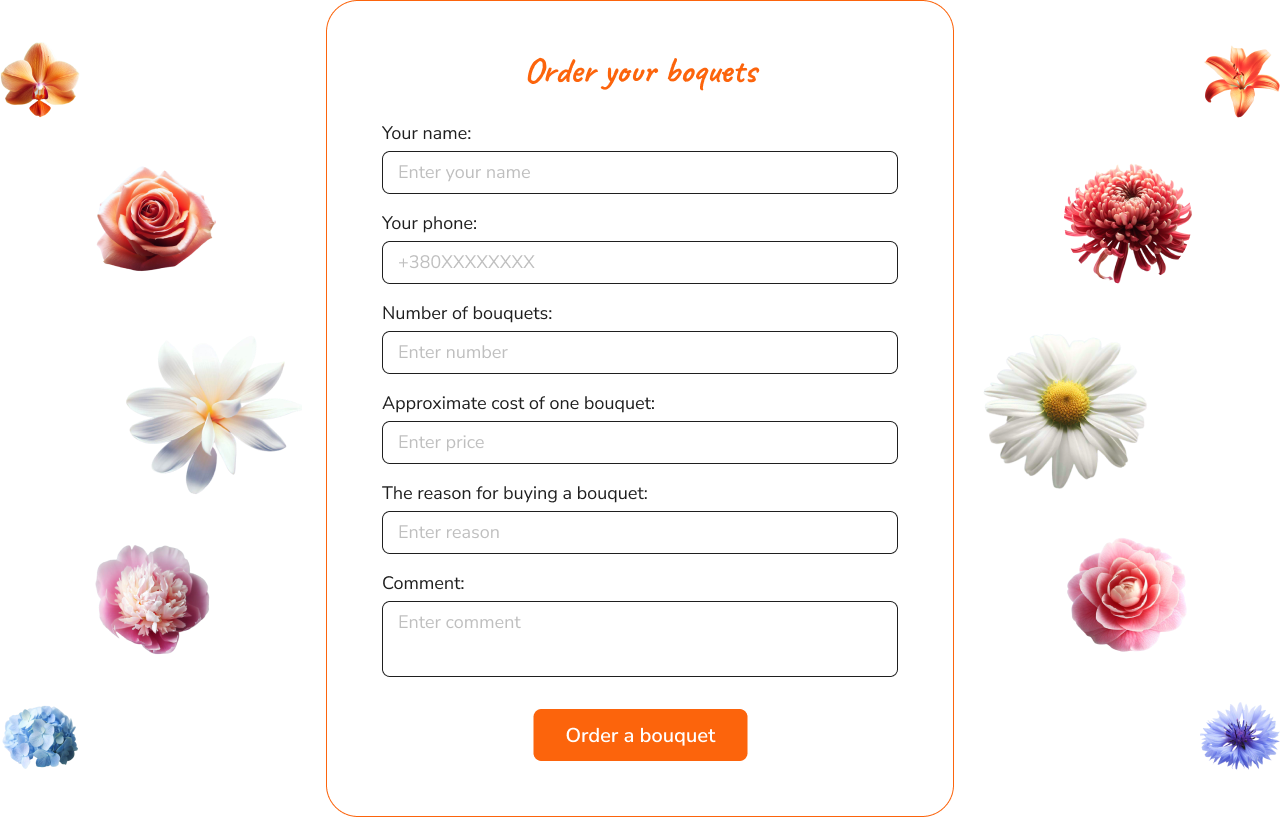 Order your boquets
Your name:
Enter your name
Your phone:
+380XXXXXXXX
Number of bouquets:
Enter number
Approximate cost of one bouquet:
Enter price
The reason for buying a bouquet:
Enter reason
Comment:
Enter comment
Order a bouquet